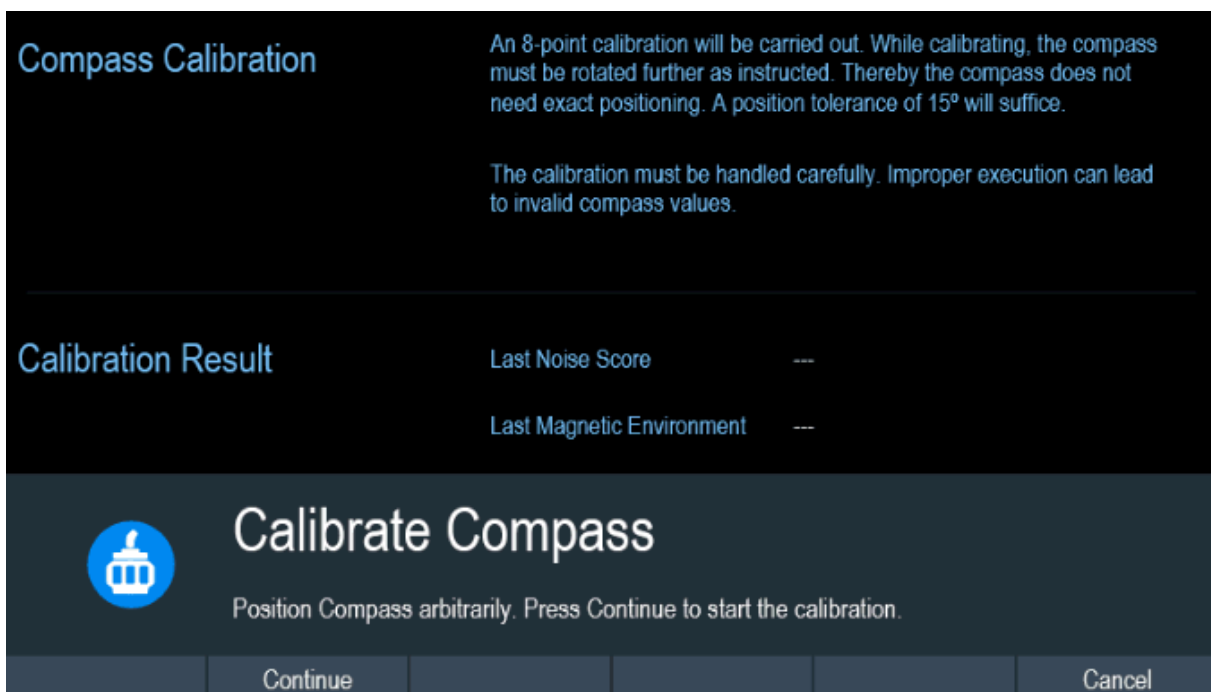 Compass Calibration
An 8-point calibration will be carried out. While calibrating, the compass
must be rotated further as instructed. Thereby the compass does not
need exact positioning. A position tolerance of 15º will suffice.
The calibration must be handled carefully. Improper execution can lead
to invalid compass values.
Calibration Result
Last Noise Score ---
Last Magnetic Environment ---
Calibrate Compass
Position Compass arbitrarily. Press Continue to start the calibration.
Continue
Cancel